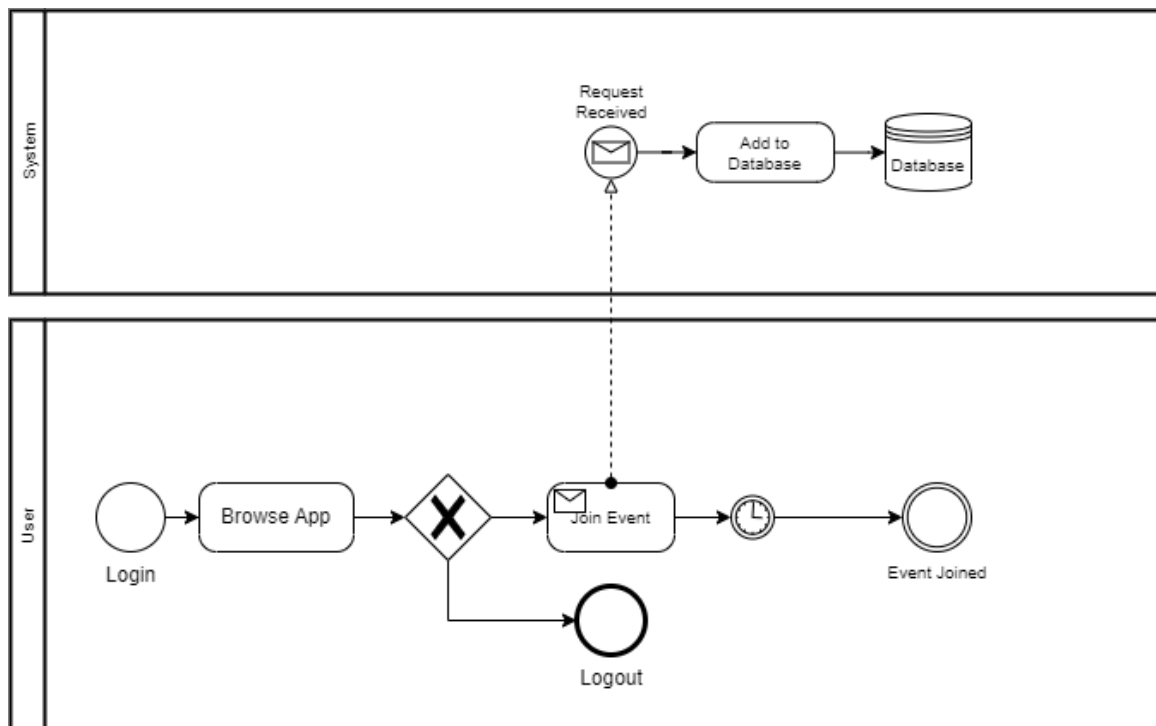 System
Request
Received
Add to
Database
Database
User
Login
Browse App
Join Event
Logout
Event Joined